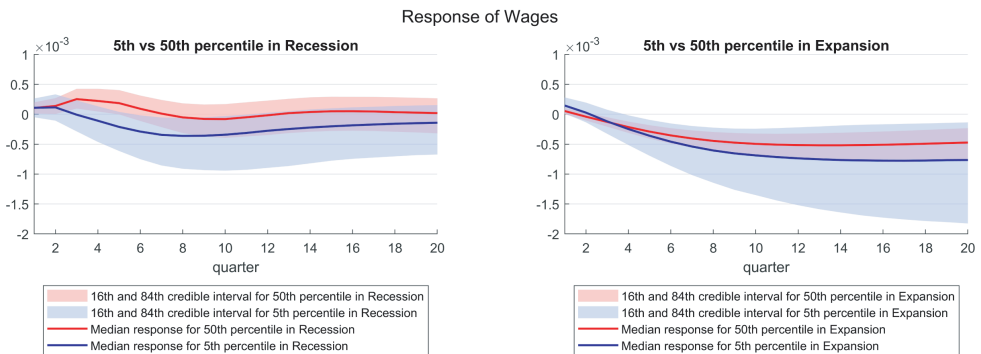 Response of Wages
×10⁻³ 5th vs 50th percentile in Recession
1
0.5
0
-0.5
-1
-1.5
-2
2 4 6 8 10 12 14 16 18 20
quarter
16th and 84th credible interval for 50th percentile in Recession
16th and 84th credible interval for 5th percentile in Recession
Median response for 50th percentile in Recession
Median response for 5th percentile in Recession
×10⁻³ 5th vs 50th percentile in Expansion
1
0.5
0
-0.5
-1
-1.5
-2
2 4 6 8 10 12 14 16 18 20
quarter
16th and 84th credible interval for 50th percentile in Expansion
16th and 84th credible interval for 5th percentile in Expansion
Median response for 50th percentile in Expansion
Median response for 5th percentile in Expansion